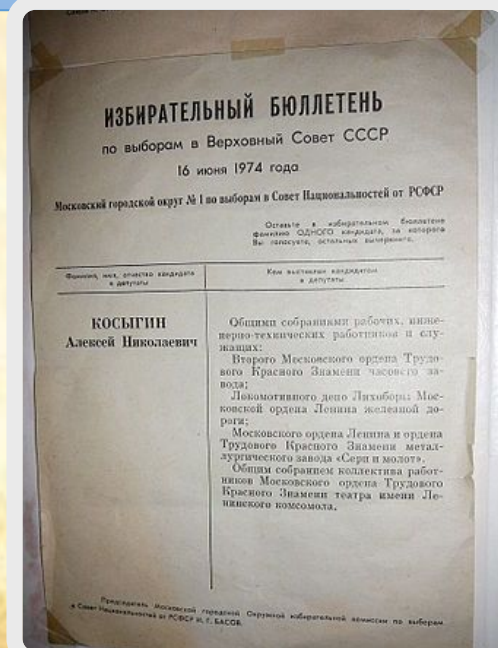 ИЗБИРАТЕЛЬНЫЙ БЮЛЛЕТЕНЬ
по выборам в Верховный Совет СССР
16 июня 1974 года
Московский городской округ № 1 по выборам в Совет Национальностей от РСФСР
Оставьте в избирательном бюллетене
фамилию ОДНОГО кандидата, за которого
Вы голосуете, остальных вычеркните.
Фамилия, имя, отчество кандидата
в депутаты
Кем выставлен кандидатом
в депутаты
КОСЫГИН
Алексей Николаевич
Общими собраниями рабочих, инже-
нерно-технических работников и слу-
жащих:
Второго Московского ордена Трудо-
вого Красного Знамени часового за-
вода;
Локомотивного депо Лихоборы Мос-
ковской ордена Ленина железной до-
роги;
Московского ордена Ленина и ордена
Трудового Красного Знамени метал-
лургического завода «Серп и молот».
Общим собранием коллектива работ-
ников Московского ордена Трудового
Красного Знамени театра имени Ле-
нинского комсомола.
Председатель Московской городской Окружной избирательной комиссии по выборам
в Совет Национальностей от РСФСР И. Г. БАСОВ.